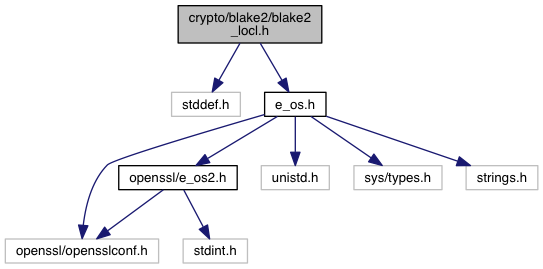 crypto/blake2/blake2
_locl.h
stddef.h
e_os.h
openssl/e_os2.h
unistd.h
sys/types.h
strings.h
openssl/opensslconf.h
stdint.h